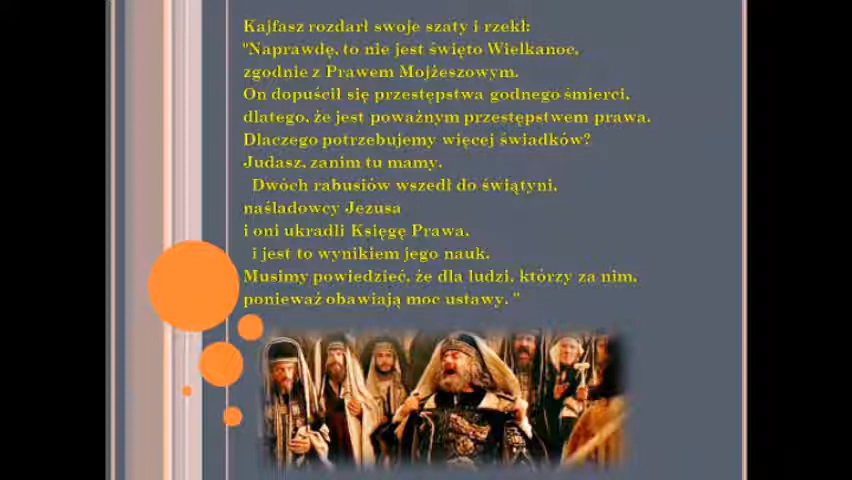 Kajfasz rozdarł swoje szaty i rzekł:
"Naprawdę, to nie jest święto Wielkanoc,
zgodnie z Prawem Mojżeszowym.
On dopuścił się przestępstwa godnego śmierci,
dlatego, że jest poważnym przestępstwem prawa.
Dlaczego potrzebujemy więcej świadków?
Judasz, zanim tu mamy.
Dwóch rabusiów wszedł do świątyni,
naśladowcy Jezusa
i oni ukradli Księgę Prawa,
i jest to wynikiem jego nauk.
Musimy powiedzieć, że dla ludzi, którzy za nim,
ponieważ obawiają moc ustawy. "